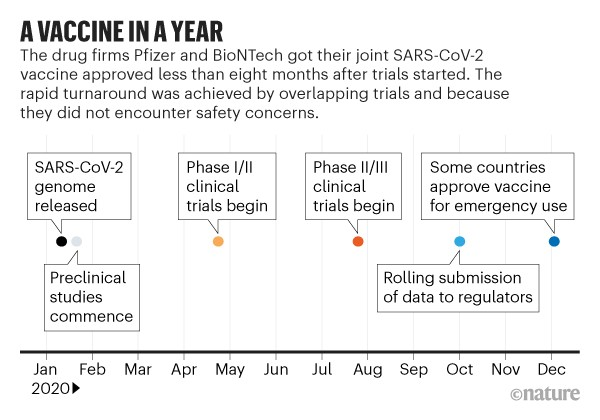 A VACCINE IN A YEAR
The drug firms Pfizer and BioNTech got their joint SARS-CoV-2
vaccine approved less than eight months after trials started. The
rapid turnaround was achieved by overlapping trials and because
they did not encounter safety concerns.
SARS-CoV-2
genome
released
Preclinical
studies
commence
Phase I/II
clinical
trials begin
Phase II/III
clinical
trials begin
Rolling submission
of data to regulators
Some countries
approve vaccine
for emergency use
Jan Feb Mar Apr May Jun Jul Aug Sep Oct Nov Dec
2020
©nature